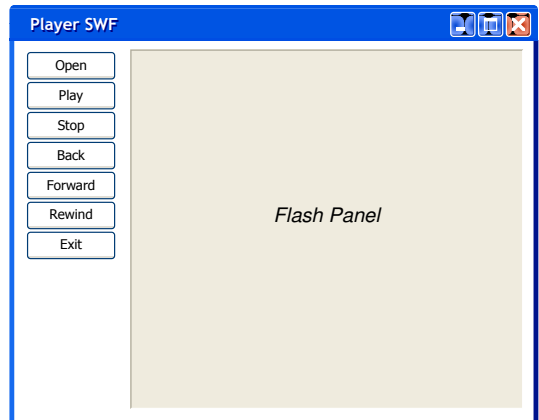 Player SWF
Open
Play
Stop
Back
Forward
Rewind
Exit
Flash Panel